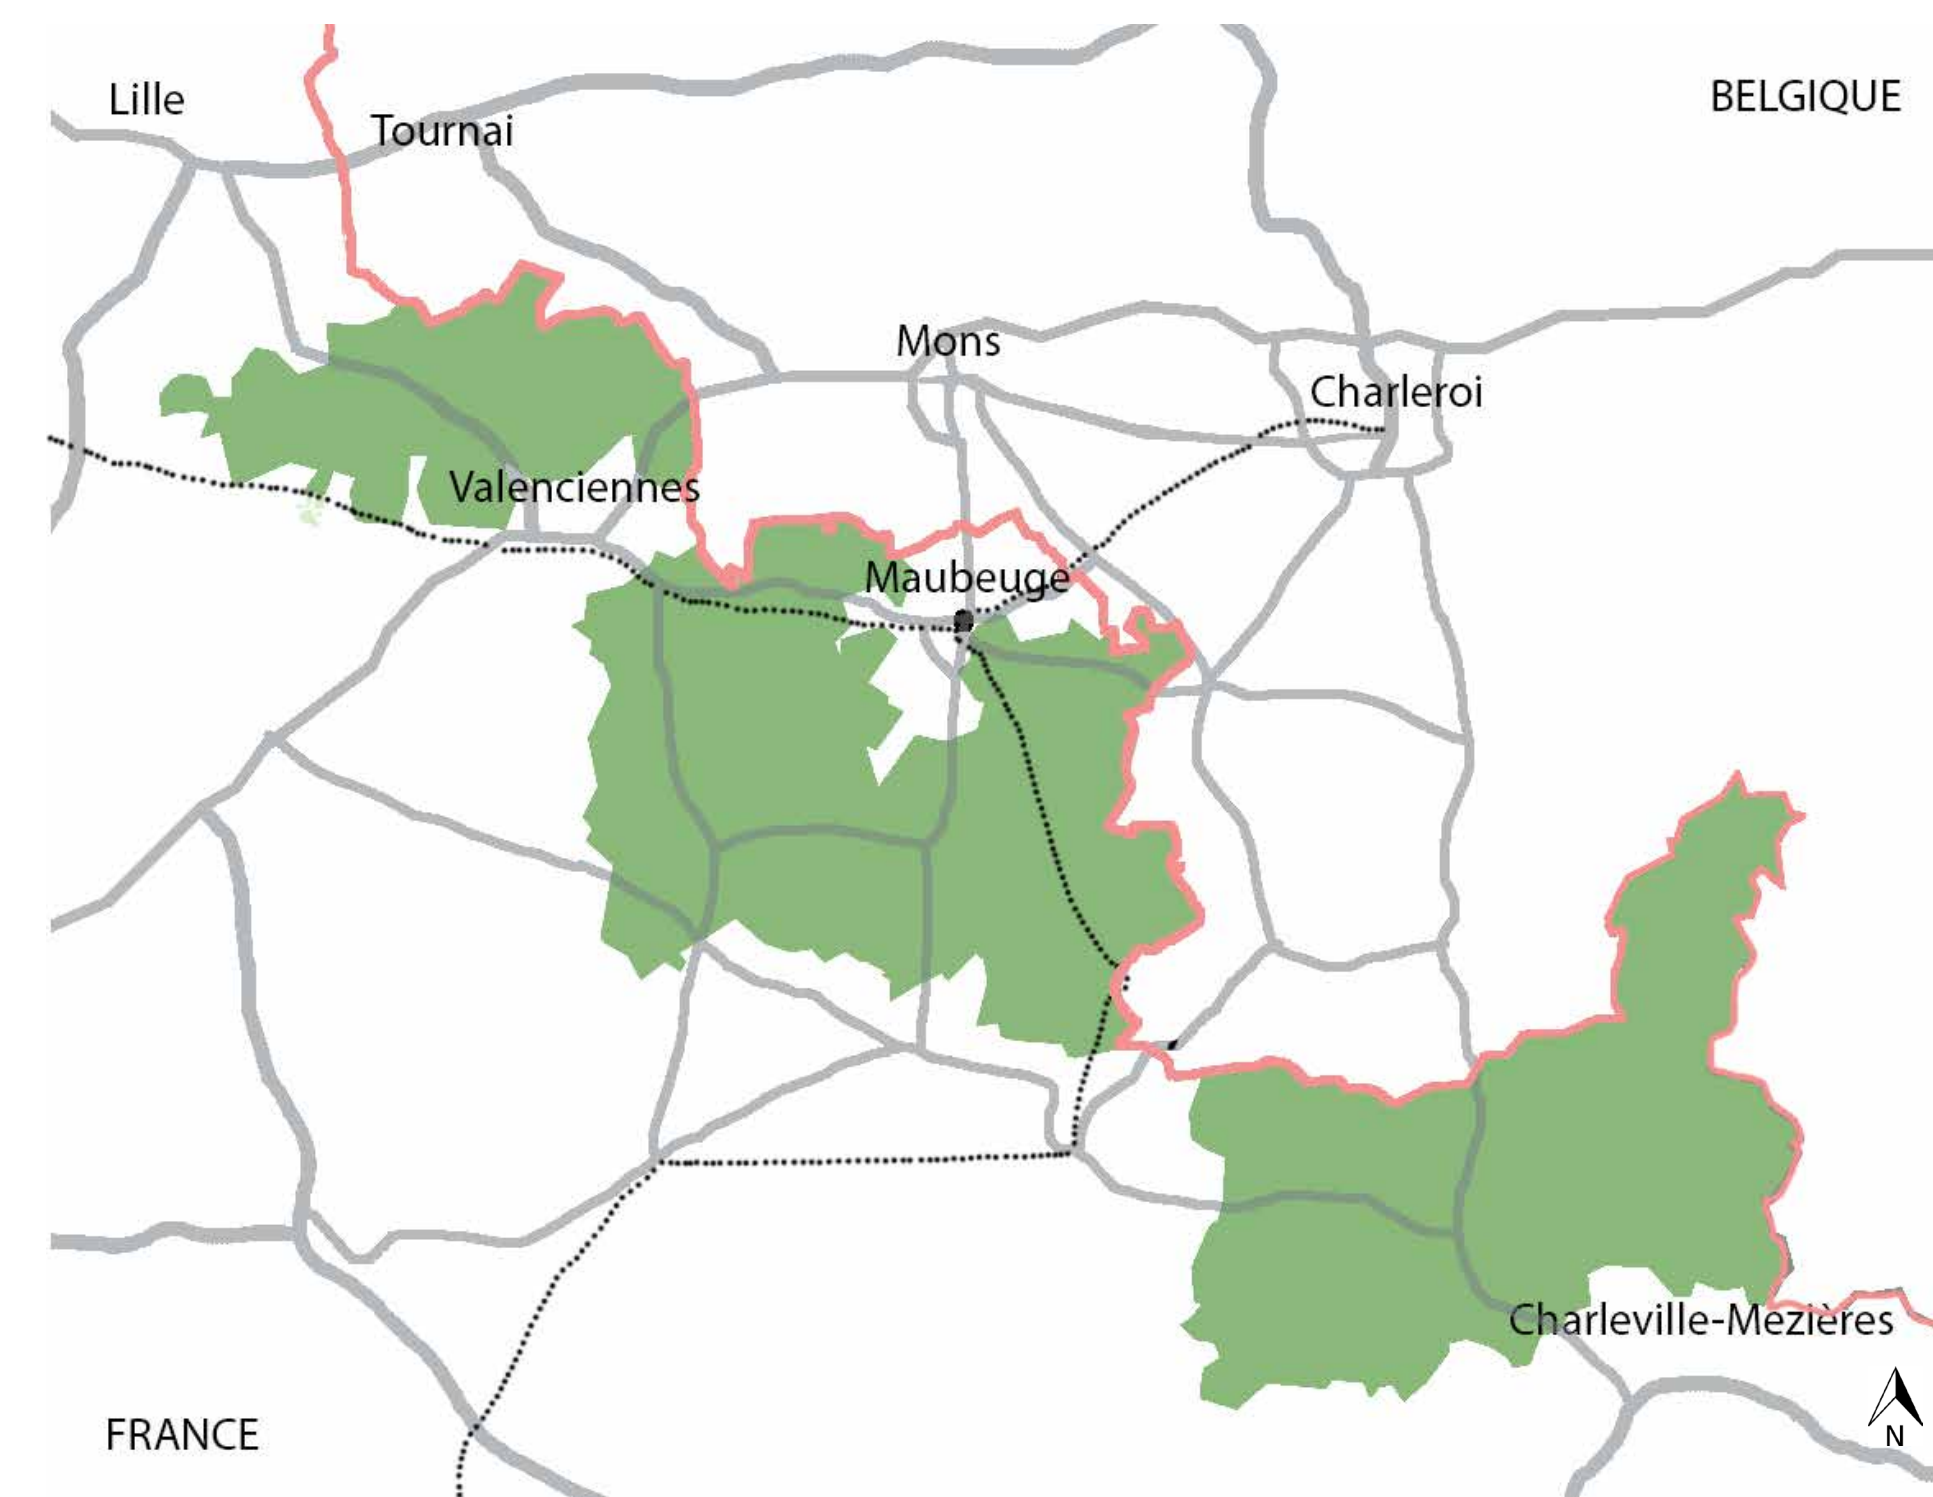 Lille
BELGIQUE
Tournai
Mons
Charleroi
Valenciennes
Maubeuge
Charleville-Mezières
FRANCE
N